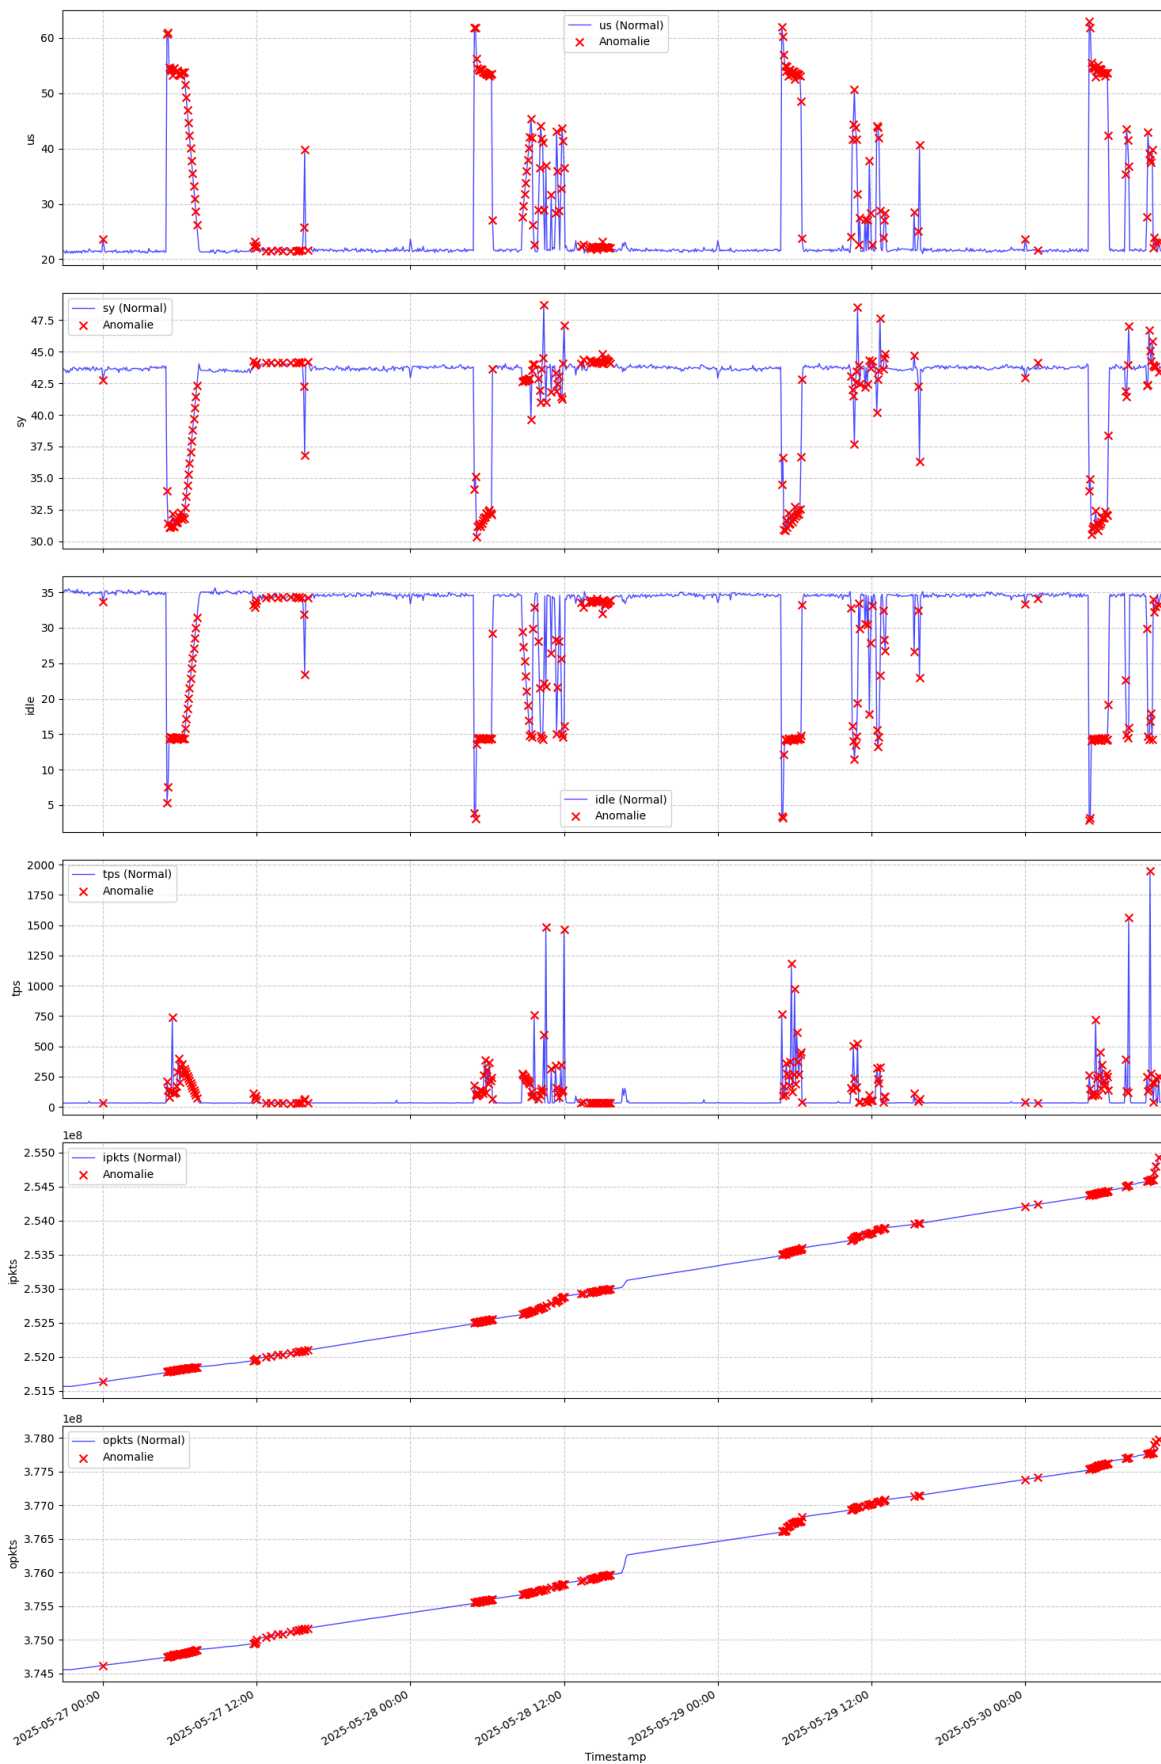 us (Normal)
Anomalie
60
50
40
30
20
us
sy (Normal)
Anomalie
47.5
45.0
42.5
40.0
37.5
35.0
32.5
30.0
sy
35
30
25
20
15
10
5
idle
idle (Normal)
Anomalie
tps (Normal)
Anomalie
2000
1750
1500
1250
1000
750
500
250
0
tps
1e8
ipkts (Normal)
Anomalie
2.550
2.545
2.540
2.535
2.530
2.525
2.520
2.515
ipkts
1e8
opkts (Normal)
Anomalie
3.780
3.775
3.770
3.765
3.760
3.755
3.750
3.745
opkts
2025-05-27 00:00
2025-05-27 12:00
2025-05-28 00:00
2025-05-28 12:00
2025-05-29 00:00
2025-05-29 12:00
2025-05-30 00:00
Timestamp